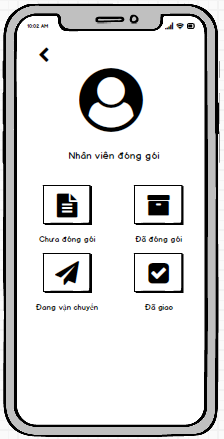 10:02 AM
Nhân viên đóng gói
Chưa đóng gói
Đã đóng gói
Đang vận chuyển
Đã giao